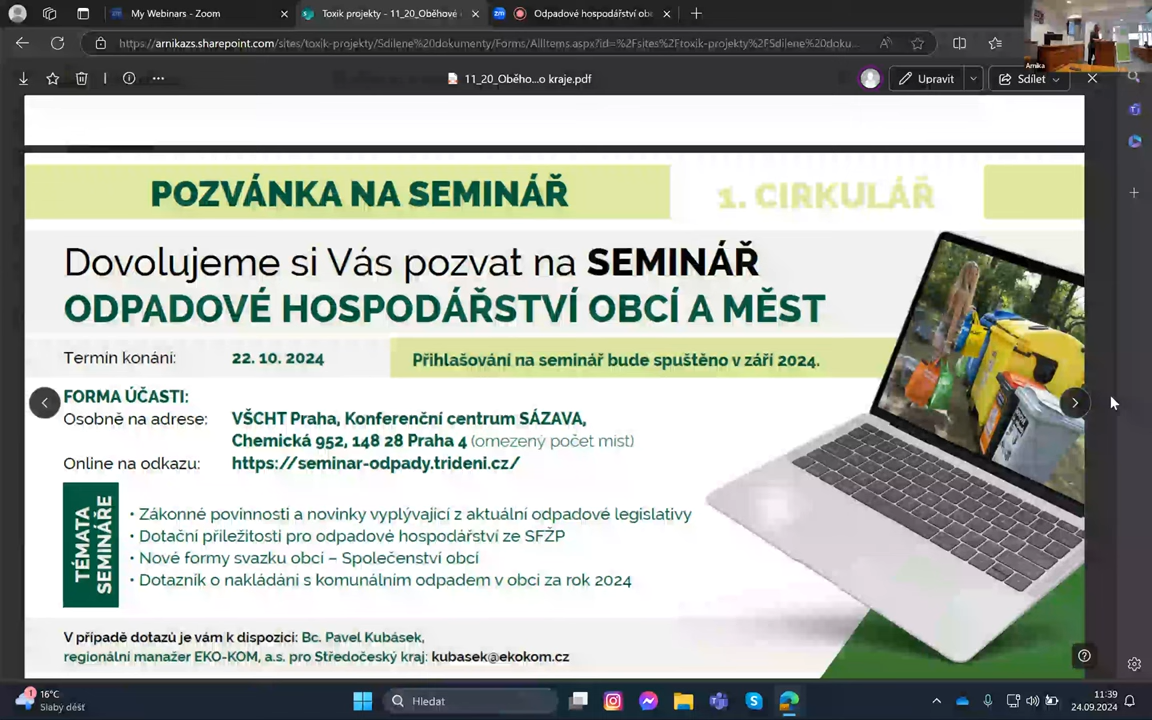 My Webinars - Zoom
Toxik projekty - 11_20_Oběhové
Odpadové hospodářství ob
https://arnikazs.sharepoint.com/sites/toxik-projekty/Sdilene%20dokumenty/Forms/AllItems.aspx?id=%2Fsites%2Ftoxik-projekty%2FSdilene%20doku...
Arnika
11_20_Oběho...o kraje.pdf
Upravit
Sdílet
POZVÁNKA NA SEMINÁŘ
1. CIRKULÁŘ
Dovolujeme si Vás pozvat na SEMINÁŘ
ODPADOVÉ HOSPODÁŘSTVÍ OBCÍ A MĚST
Termín konání: 22. 10. 2024
Přihlašování na seminář bude spuštěno v září 2024.
FORMA ÚČASTI:
Osobně na adrese: VŠCHT Praha, Konferenční centrum SÁZAVA,
Chemická 952, 148 28 Praha 4 (omezený počet míst)
Online na odkazu: https://seminar-odpady.trideni.cz/
TÉMATA
SEMINÁŘE
• Zákonné povinnosti a novinky vyplývající z aktuální odpadové legislativy
• Dotační příležitosti pro odpadové hospodářství ze SFŽP
• Nové formy svazku obcí – Společenství obcí
• Dotazník o nakládání s komunálním odpadem v obci za rok 2024
V případě dotazů je vám k dispozici: Bc. Pavel Kubásek,
regionální manažer EKO-KOM, a.s. pro Středočeský kraj: kubasek@ekokom.cz
1
16°C
Slabý déšť
Hledat
11:39
24.09.2024